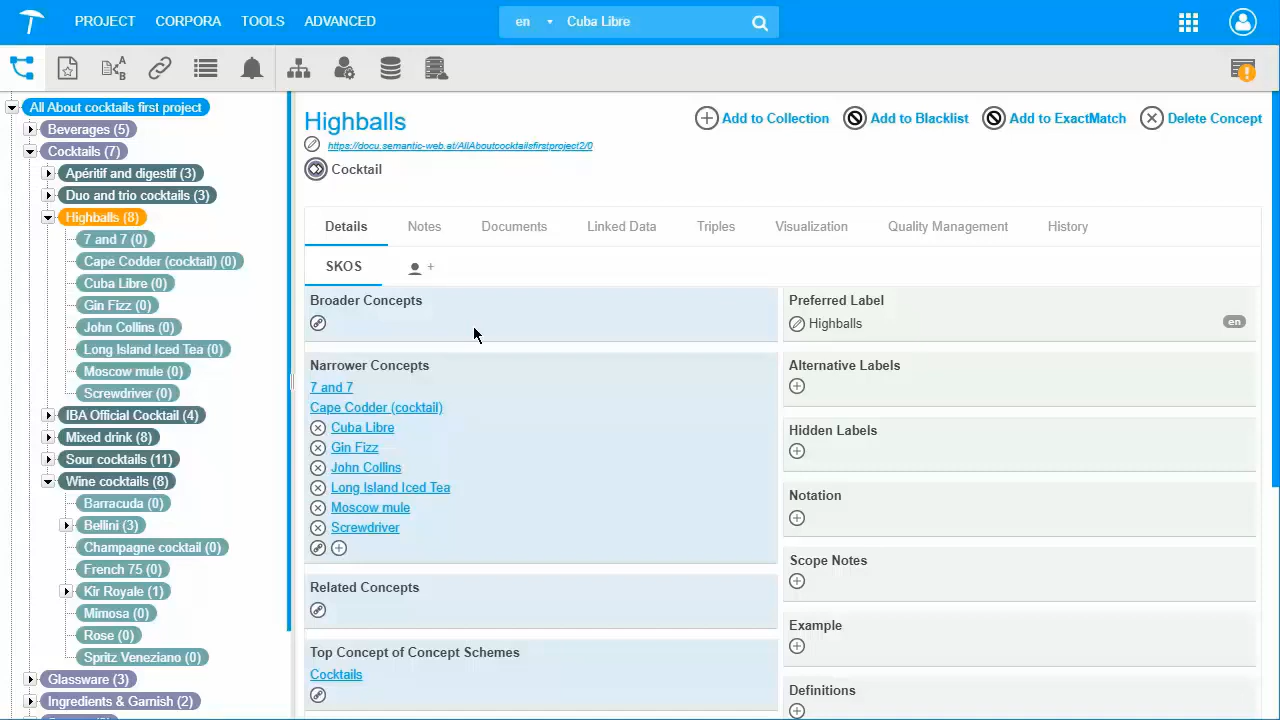 PROJECT CORPORA TOOLS ADVANCED en Cuba Libre
All About cocktails first project
Beverages (5)
Cocktails (7)
Apéritif and digestif (3)
Duo and trio cocktails (3)
Highballs (8)
7 and 7 (0)
Cape Codder (cocktail) (0)
Cuba Libre (0)
Gin Fizz (0)
John Collins (0)
Long Island Iced Tea (0)
Moscow mule (0)
Screwdriver (0)
IBA Official Cocktail (4)
Mixed drink (8)
Sour cocktails (11)
Wine cocktails (8)
Barracuda (0)
Bellini (3)
Champagne cocktail (0)
French 75 (0)
Kir Royale (1)
Mimosa (0)
Rose (0)
Spritz Veneziano (0)
Glassware (3)
Ingredients & Garnish (2)
Highballs
Add to Collection Add to Blacklist Add to ExactMatch Delete Concept
https://docu.semantic-web.at/AllAboutcocktailsfirstproject2/0
Cocktail
Details Notes Documents Linked Data Triples Visualization Quality Management History
SKOS
Broader Concepts
Narrower Concepts
7 and 7
Cape Codder (cocktail)
Cuba Libre
Gin Fizz
John Collins
Long Island Iced Tea
Moscow mule
Screwdriver
Related Concepts
Top Concept of Concept Schemes
Cocktails
Preferred Label
Highballs en
Alternative Labels
Hidden Labels
Notation
Scope Notes
Example
Definitions